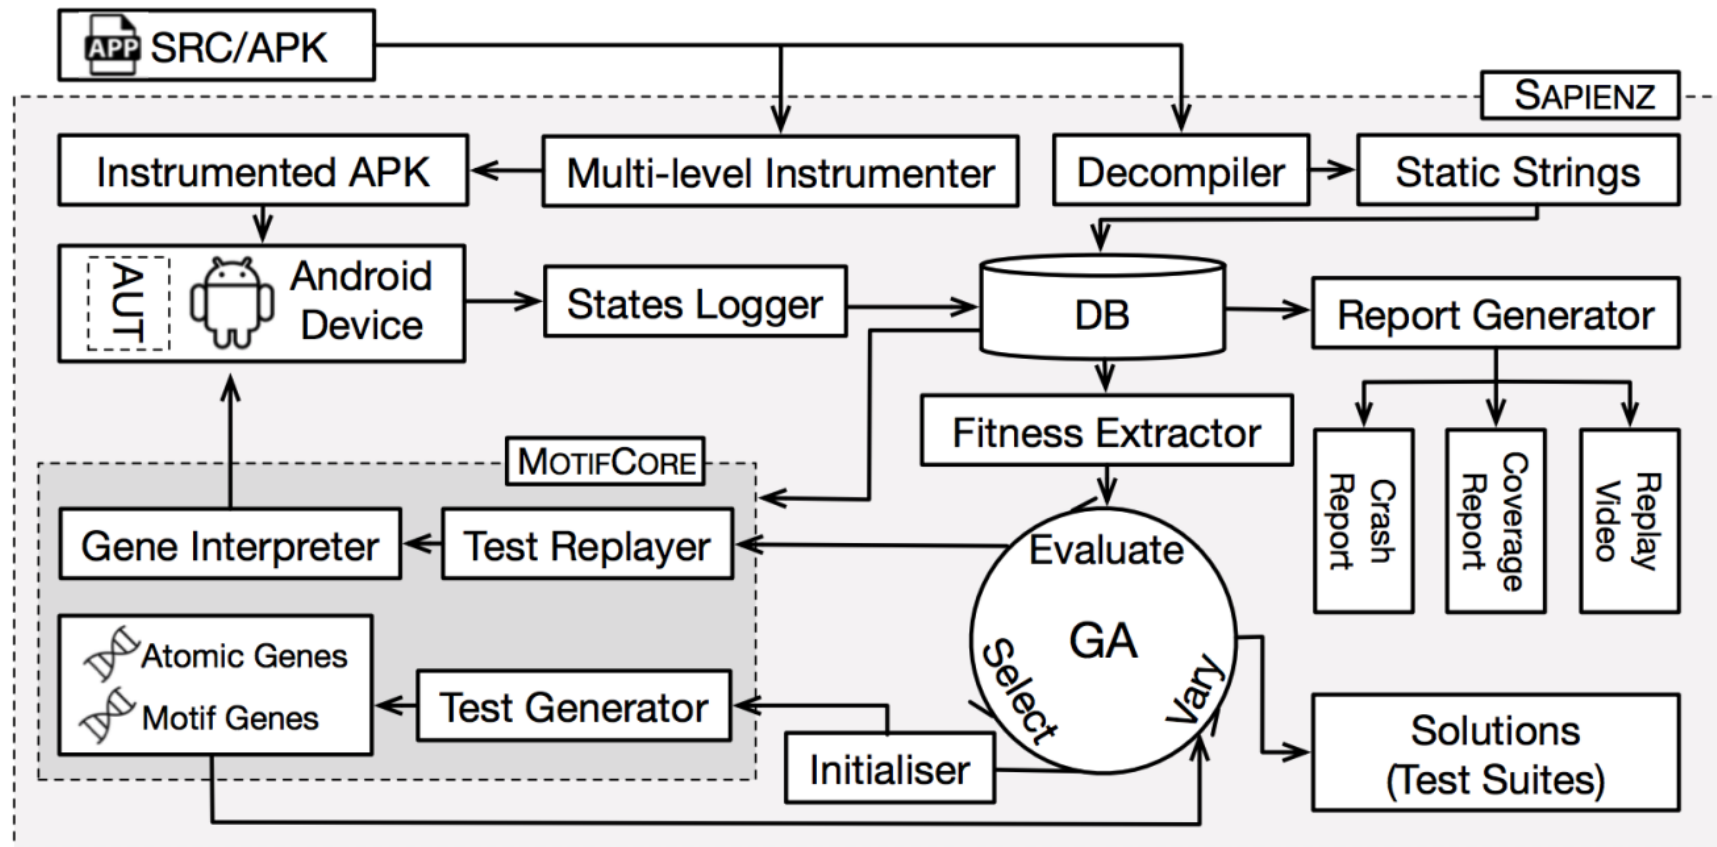 APP SRC/APK
SAPIENZ
Instrumented APK
Multi-level Instrumenter
Decompiler
Static Strings
AUT
Android
Device
States Logger
DB
Report Generator
Fitness Extractor
Crash
Report
Coverage
Report
Replay
Video
MOTIFCORE
Gene Interpreter
Test Replayer
Evaluate
GA
Select
Vary
Atomic Genes
Motif Genes
Test Generator
Initialiser
Solutions
(Test Suites)